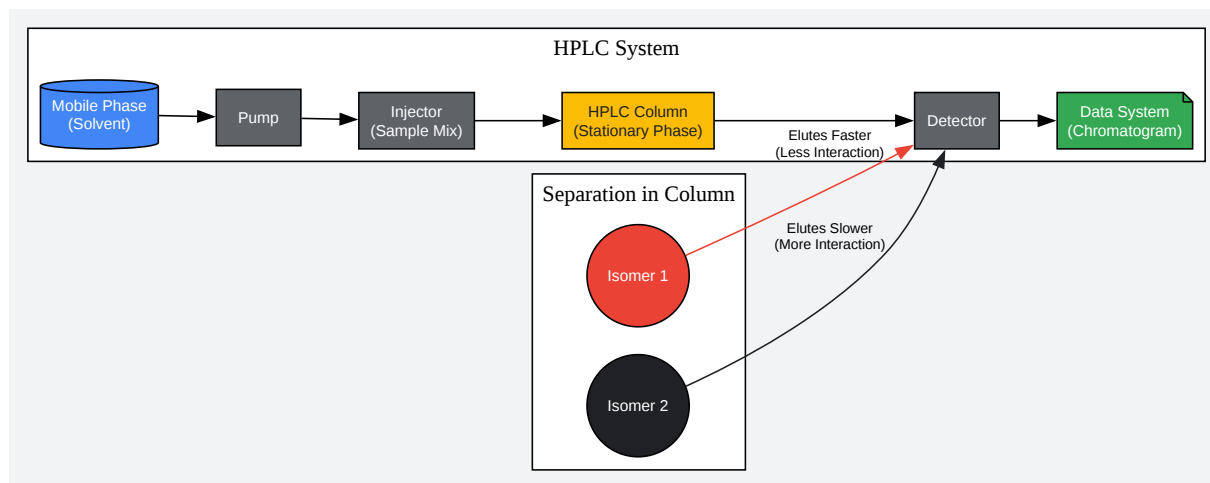 HPLC System
Mobile Phase
(Solvent)
Pump
Injector
(Sample Mix)
HPLC Column
(Stationary Phase)
Detector
Data System
(Chromatogram)
Elutes Faster
(Less Interaction)
Separation in Column
Isomer 1
Elutes Slower
(More Interaction)
Isomer 2